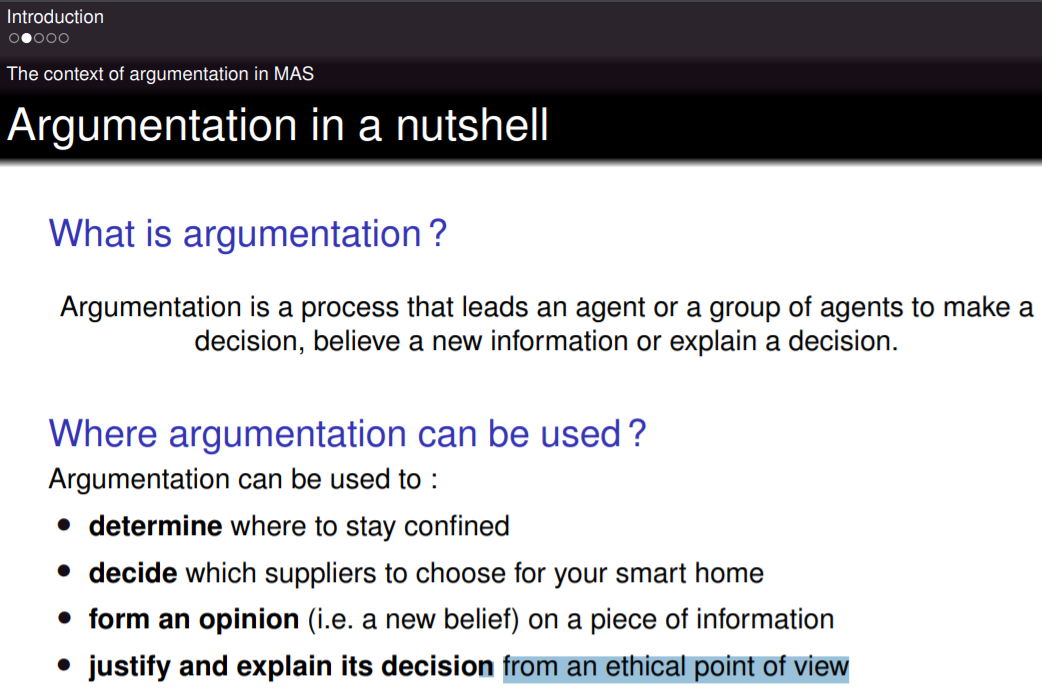 Introduction
The context of argumentation in MAS
Argumentation in a nutshell
What is argumentation ?
Argumentation is a process that leads an agent or a group of agents to make a
decision, believe a new information or explain a decision.
Where argumentation can be used ?
Argumentation can be used to :
• determine where to stay confined
• decide which suppliers to choose for your smart home
• form an opinion (i.e. a new belief) on a piece of information
• justify and explain its decision from an ethical point of view